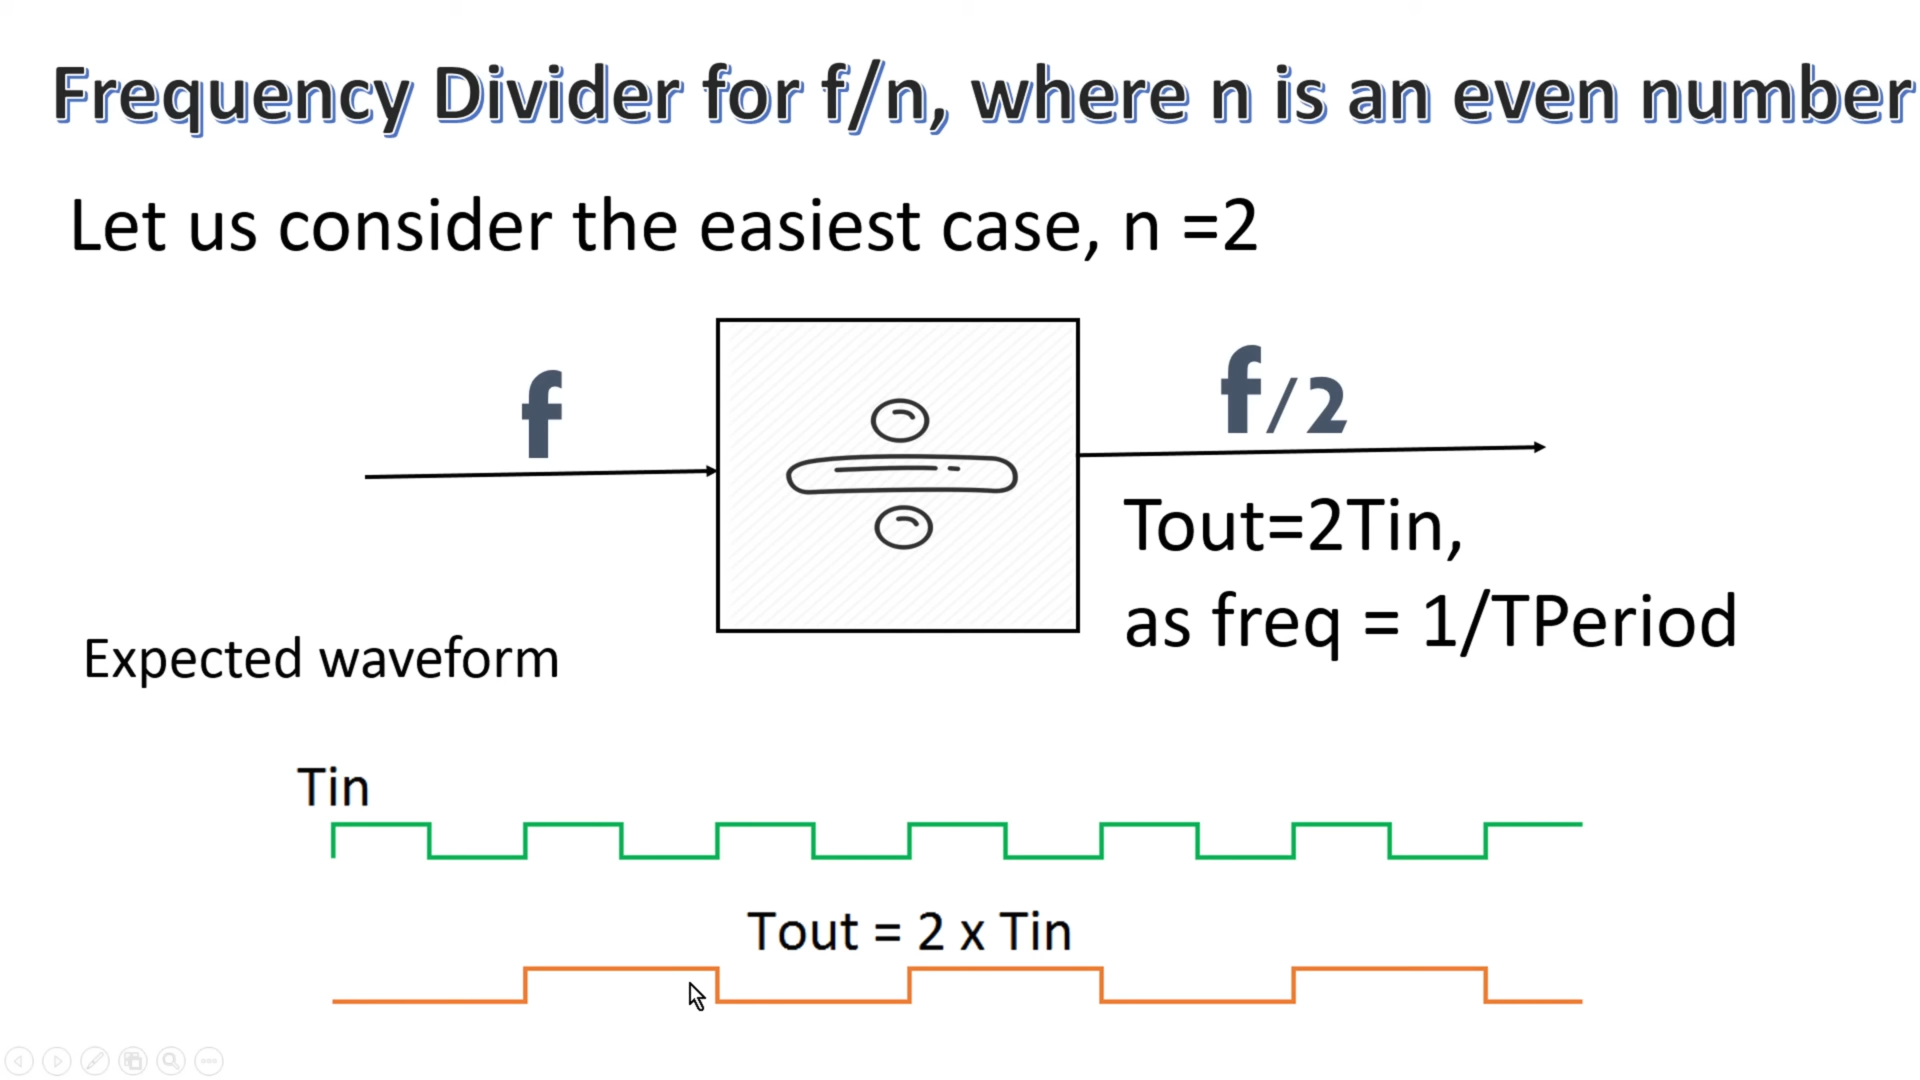 Frequency Divider for f/n, where n is an even number
Let us consider the easiest case, n =2
f
f/2
Tout=2Tin,
as freq = 1/TPeriod
Expected waveform
Tin
Tout = 2 x Tin